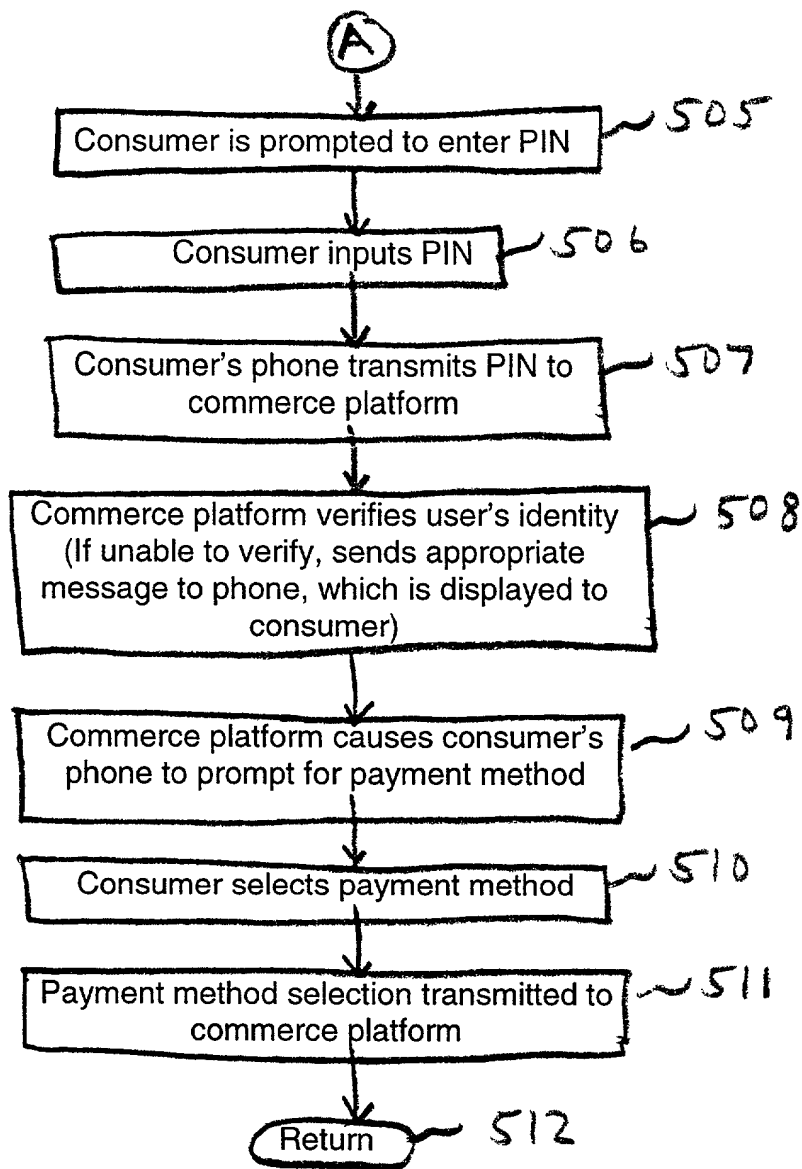 A
Consumer is prompted to enter PIN
505
Consumer inputs PIN
506
Consumer's phone transmits PIN to
commerce platform
507
Commerce platform verifies user's identity
(If unable to verify, sends appropriate
message to phone, which is displayed to
consumer)
508
Commerce platform causes consumer's
phone to prompt for payment method
509
Consumer selects payment method
510
Payment method selection transmitted to
commerce platform
511
Return
512